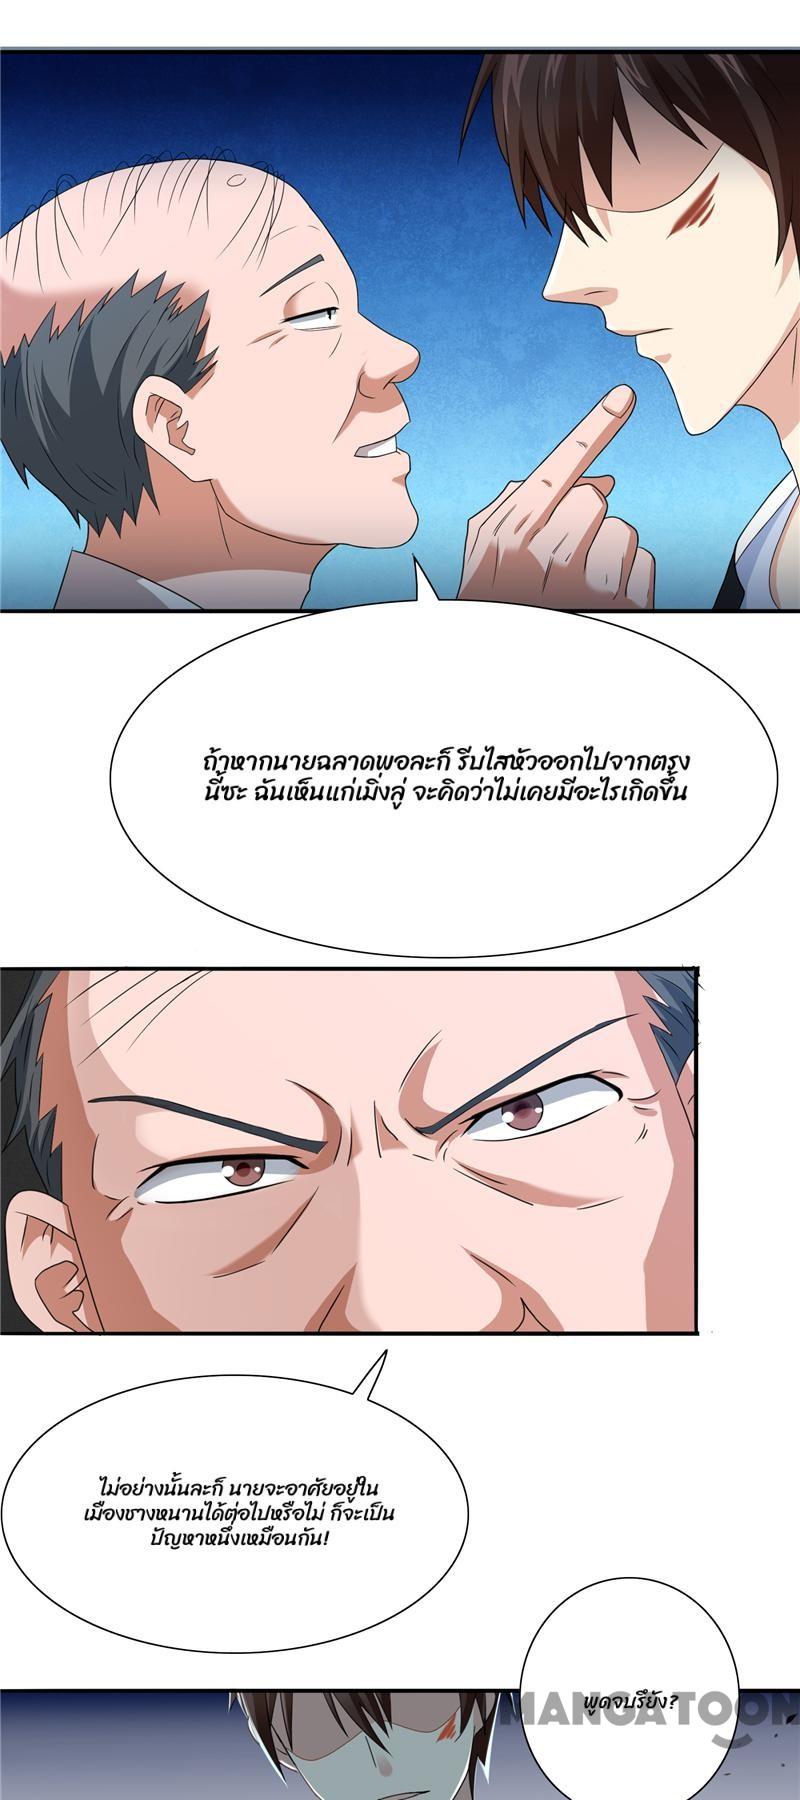 ถ้าหากนายฉลาดพอละก็ รีบไสหัวออกไปจากตรง
นี้ซะ ฉันเห็นแก่เมิ่งลู่ จะคิดว่าไม่เคยมีอะไรเกิดขึ้น
ไม่อย่างนั้นละก็ นายจะอาศัยอยู่ใน
เมืองชางหนานได้ต่อไปหรือไม่ ก็จะเป็น
ปัญหาหนึ่งเหมือนกัน!
พูดจบรึยัง?
MANGATOON